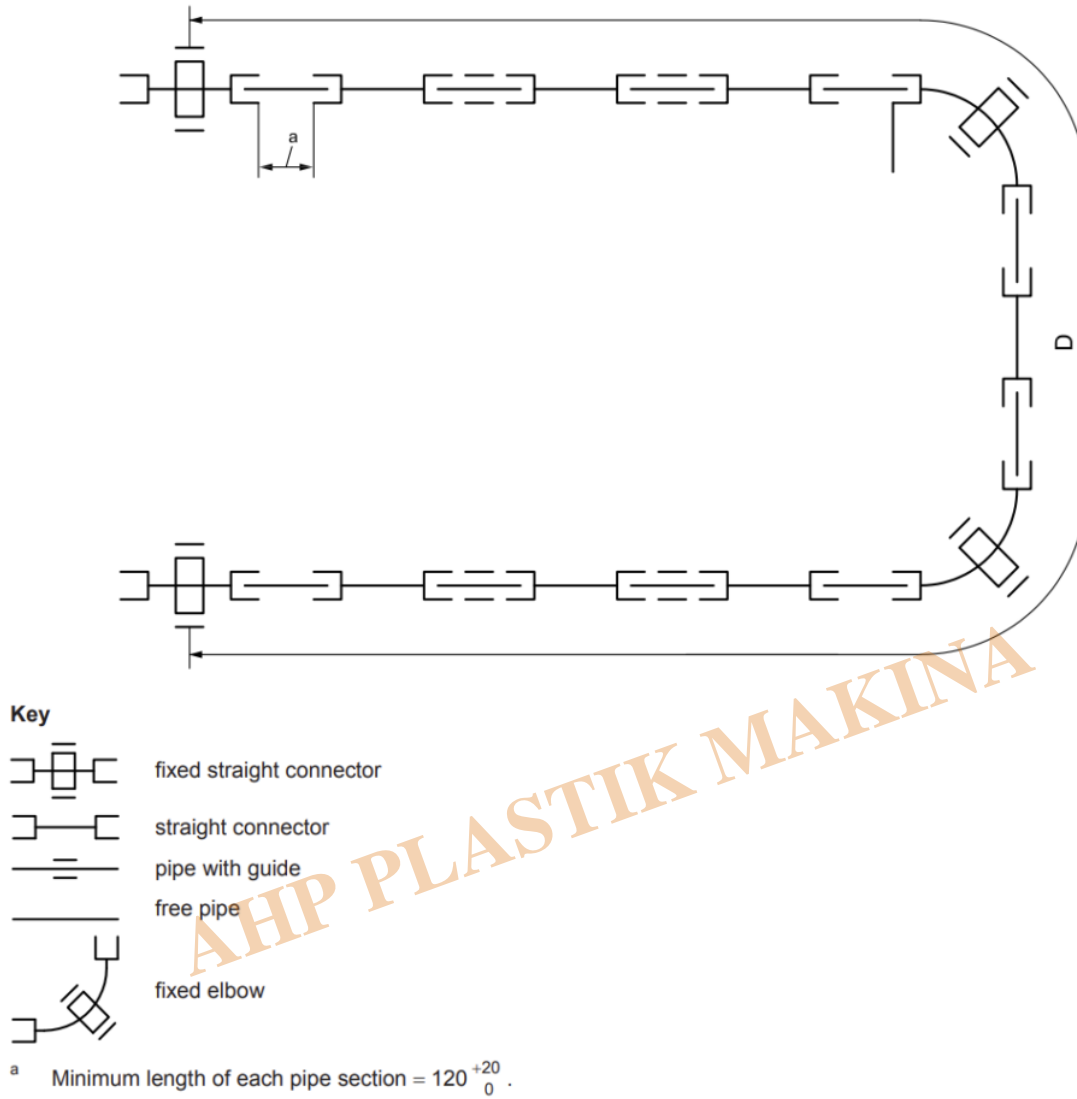 a
D
AHP PLASTIK MAKINA
Key
fixed straight connector
straight connector
pipe with guide
free pipe
fixed elbow
a Minimum length of each pipe section = 120 +20 0 .